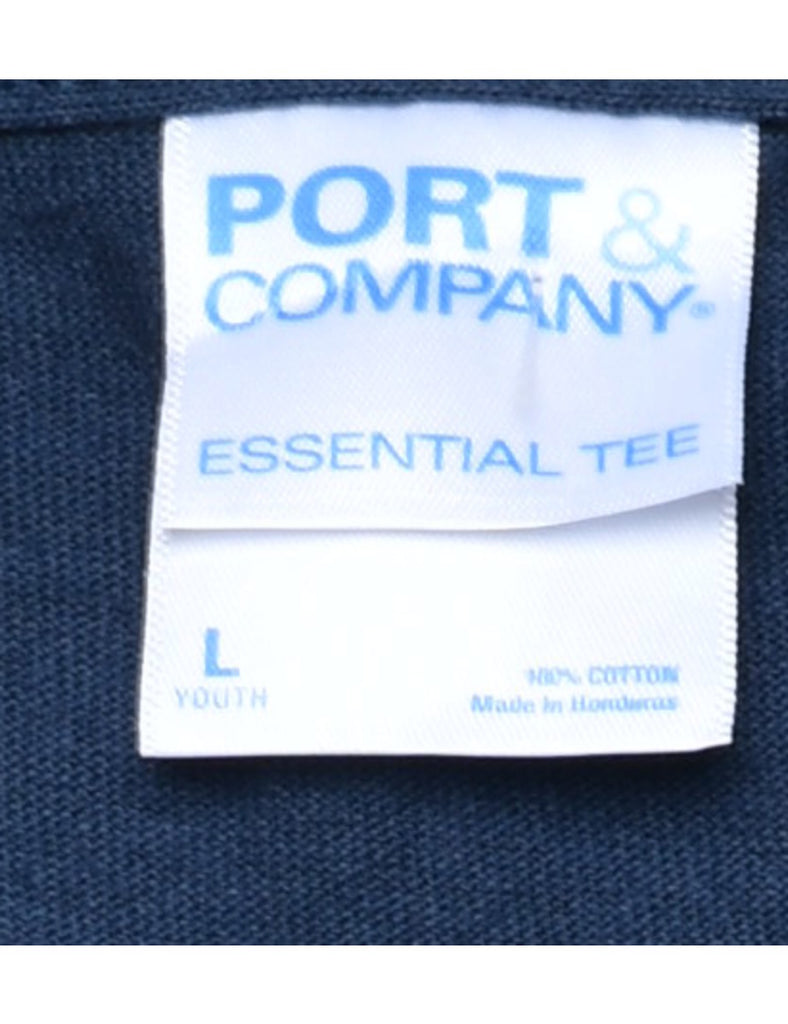 PORT &
COMPANY®
ESSENTIAL TEE
L
YOUTH
100% COTTON
Made In Honduras